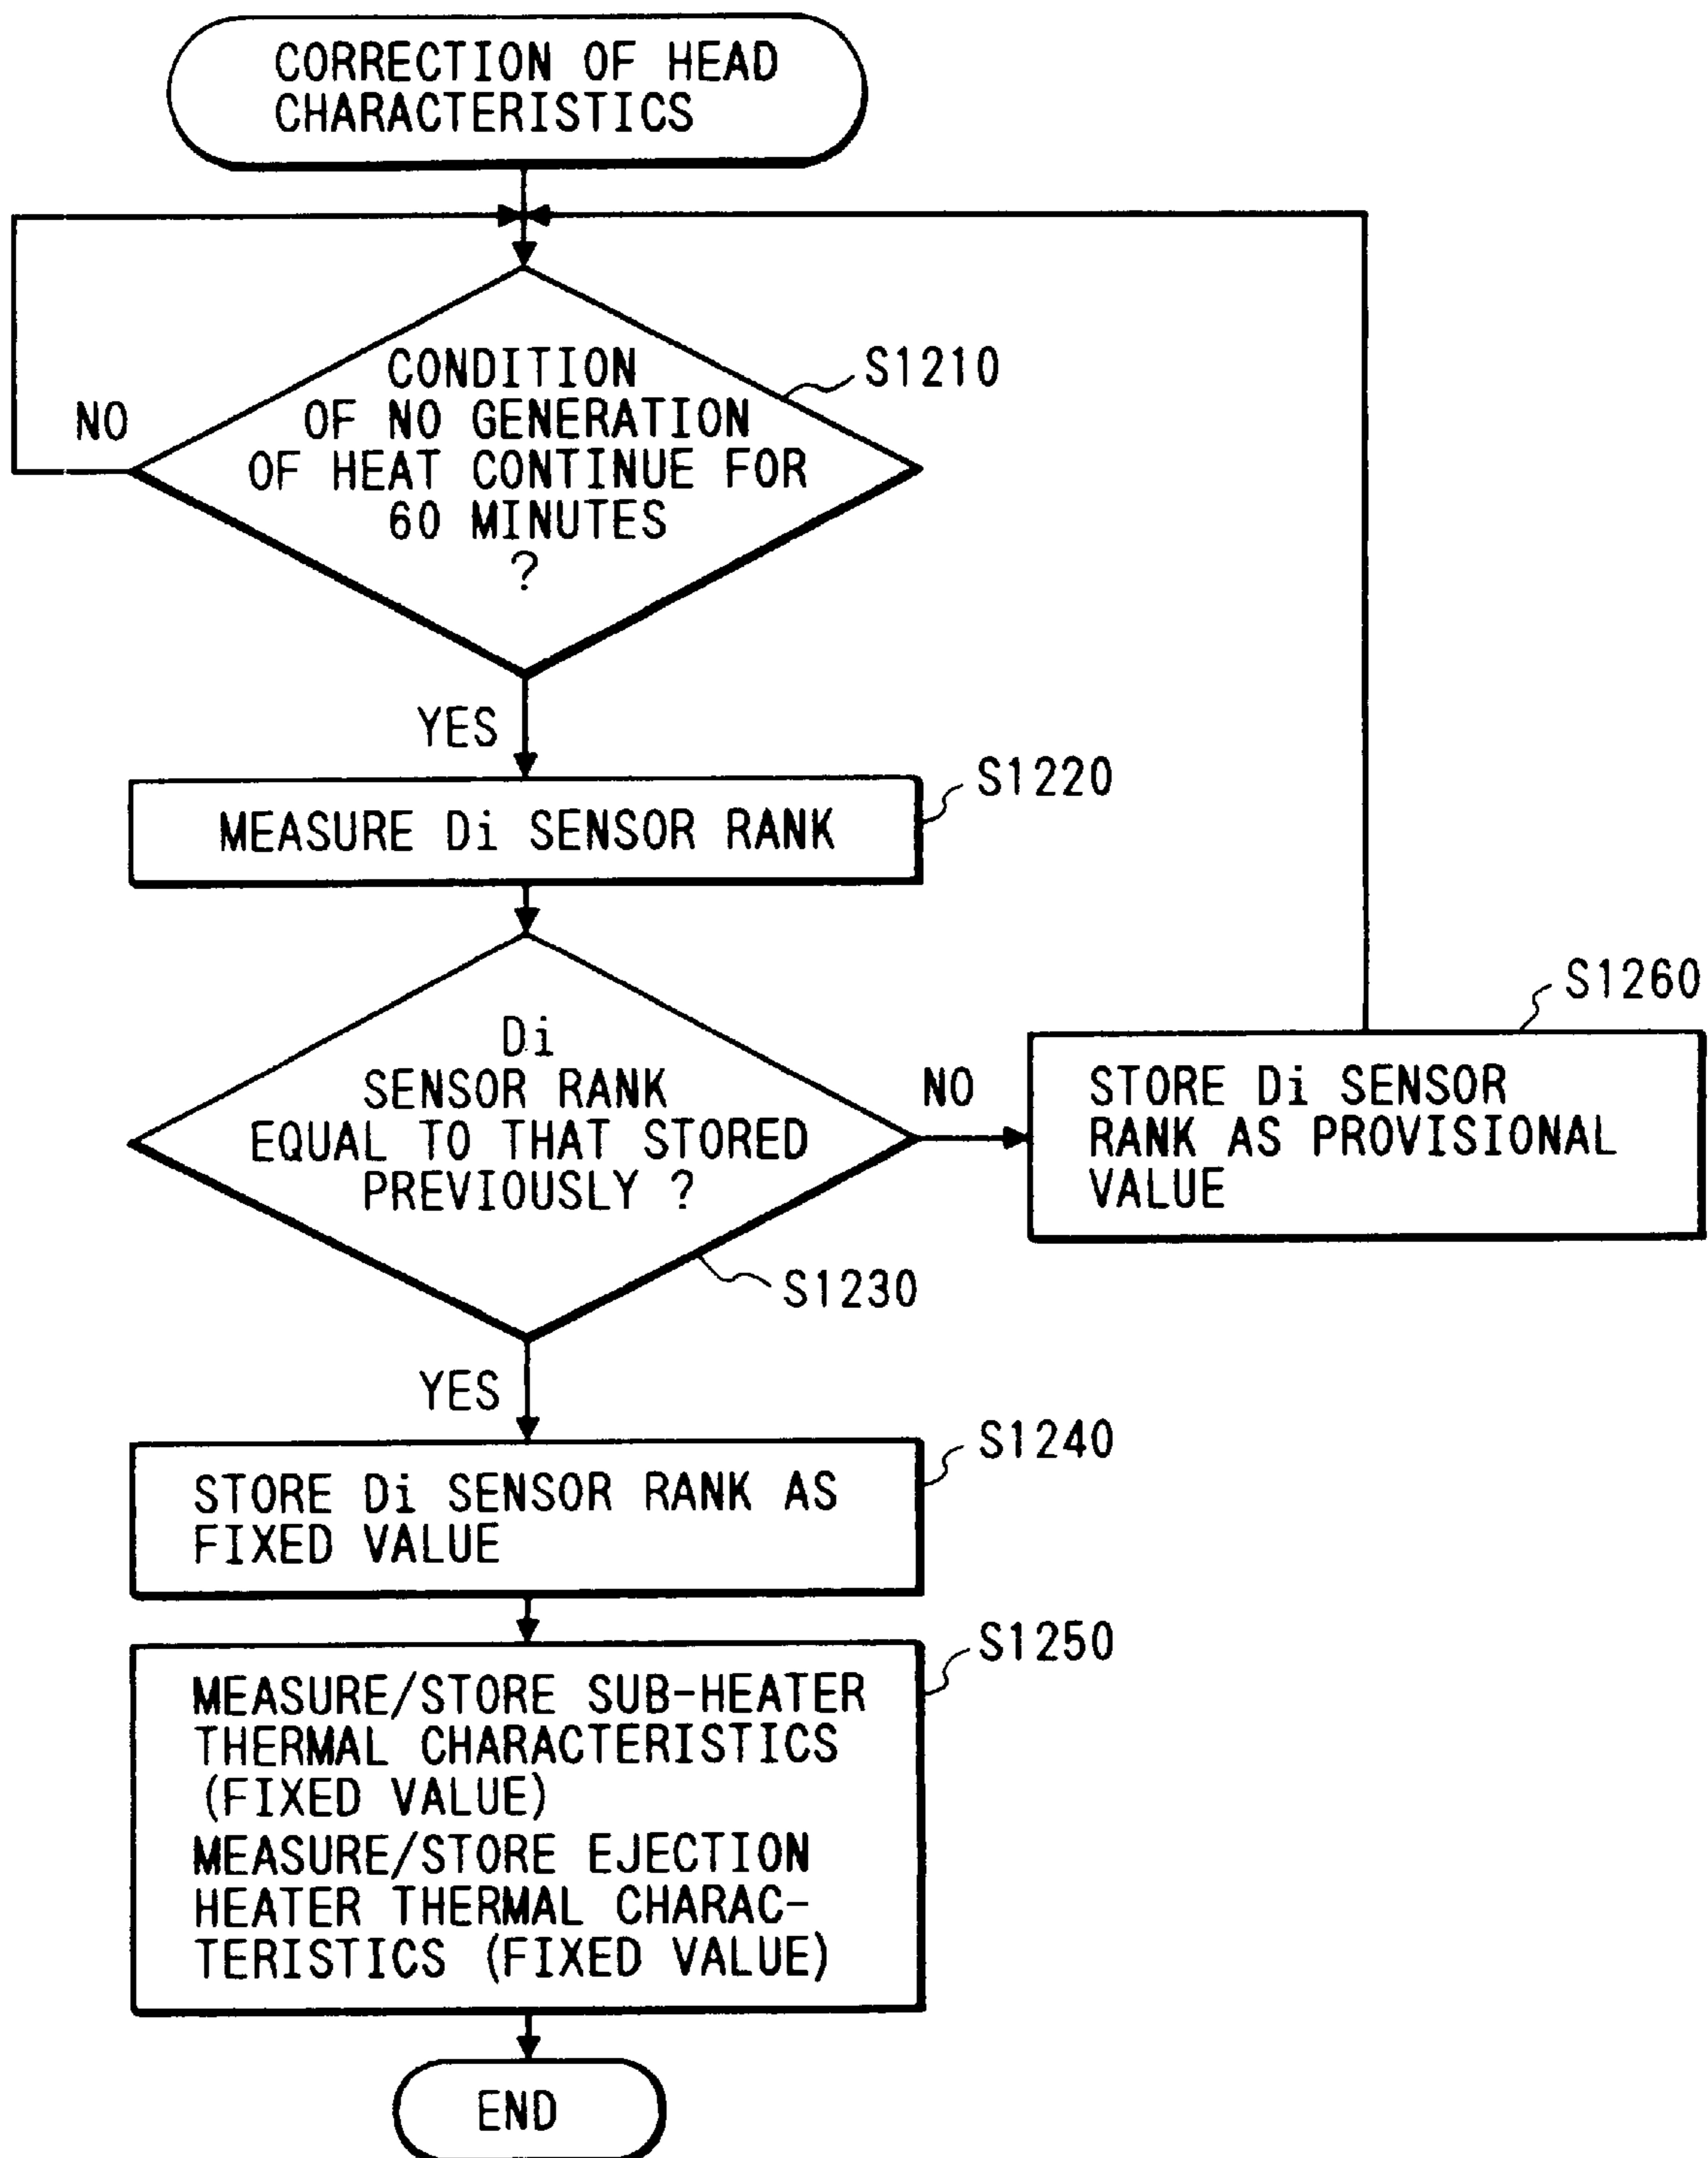 CORRECTION OF HEAD
CHARACTERISTICS
CONDITION
OF NO GENERATION
OF HEAT CONTINUE FOR
60 MINUTES
?
S1210
NO
YES
MEASURE Di SENSOR RANK
S1220
Di
SENSOR RANK
EQUAL TO THAT STORED
PREVIOUSLY ?
S1230
NO
STORE Di SENSOR
RANK AS PROVISIONAL
VALUE
S1260
YES
STORE Di SENSOR RANK AS
FIXED VALUE
S1240
MEASURE/STORE SUB-HEATER
THERMAL CHARACTERISTICS
(FIXED VALUE)
MEASURE/STORE EJECTION
HEATER THERMAL CHARAC-
TERISTICS (FIXED VALUE)
S1250
END